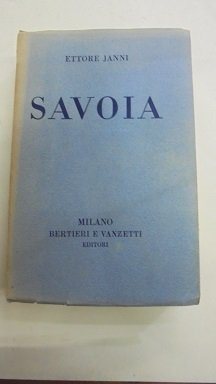 ETTORE JANNI
SAVOIA
MILANO
BERTIERI E VANZETTI
EDITORI